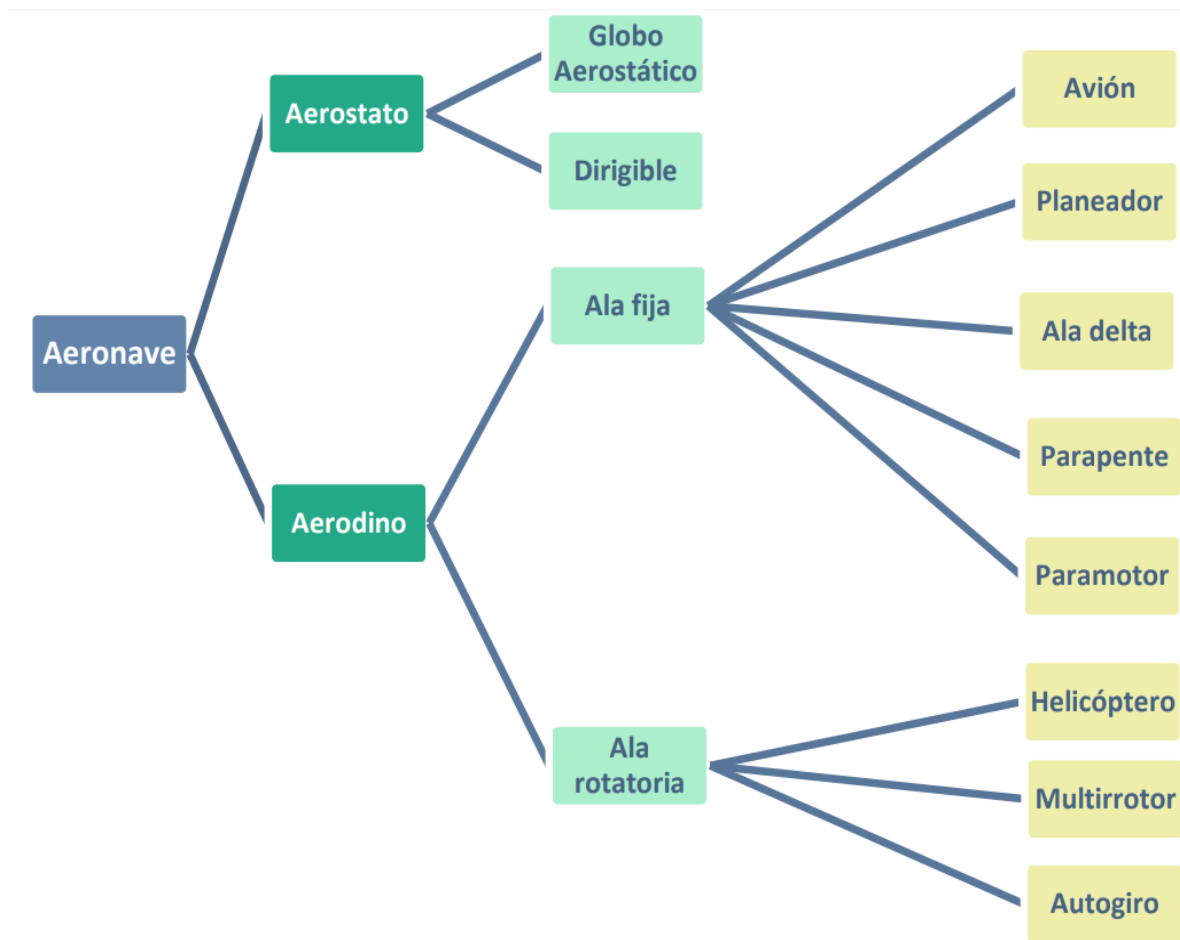 Globo
Aerostático
Avión
Aerostato
Dirigible
Planeador
Ala fija
Ala delta
Aeronave
Parapente
Aerodino
Paramotor
Helicóptero
Ala
rotatoria
Multirrotor
Autogiro